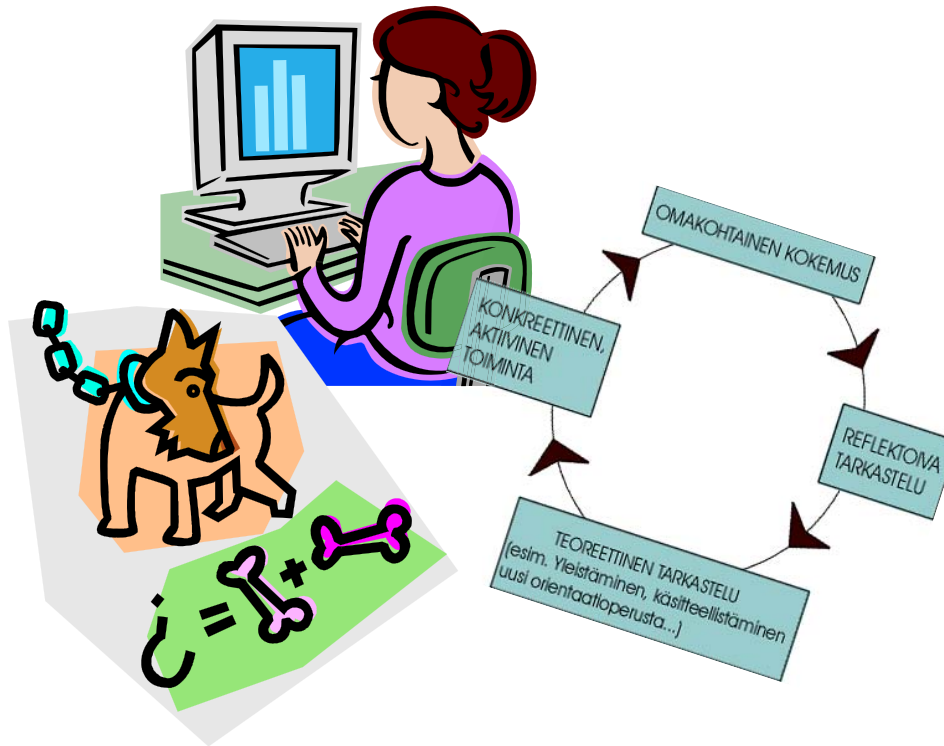 OMAKOHTAINEN KOKEMUS
KONKREETTINEN,
AKTIIVINEN
TOIMINTA
REFLEKTOIVA
TARKASTELU
TEOREETTINEN TARKASTELU
(esim. Yleistäminen, käsitteellistäminen
uusi orientaatioperusta...)
¿ = +